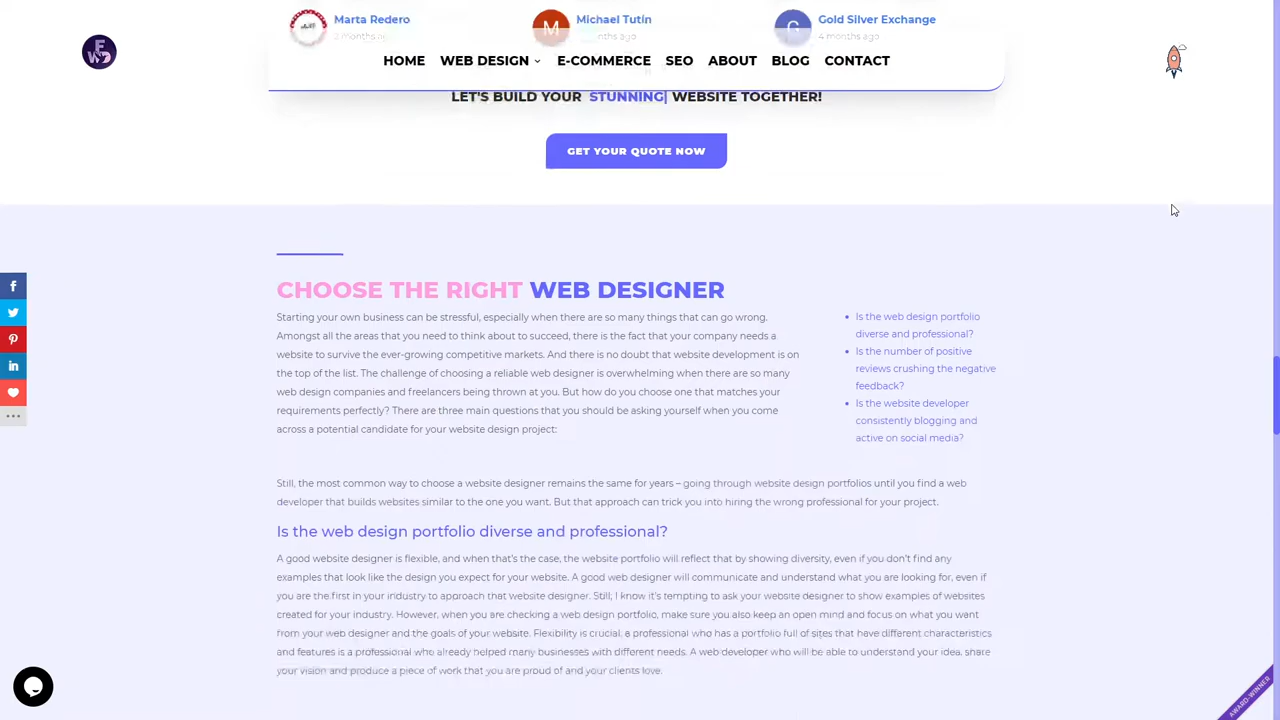 Marta Redero
2 months ago
Michael Tutin
months ago
Gold Silver Exchange
4 months ago
HOME WEB DESIGN E-COMMERCE SEO ABOUT BLOG CONTACT
LET'S BUILD YOUR STUNNING| WEBSITE TOGETHER!
GET YOUR QUOTE NOW
CHOOSE THE RIGHT WEB DESIGNER
Starting your own business can be stressful, especially when there are so many things that can go wrong.
Amongst all the areas that you need to think about to succeed, there is the fact that your company needs a
website to survive the ever-growing competitive markets. And there is no doubt that website development is on
the top of the list. The challenge of choosing a reliable web designer is overwhelming when there are so many
web design companies and freelancers being thrown at you. But how do you choose one that matches your
requirements perfectly? There are three main questions that you should be asking yourself when you come
across a potential candidate for your website design project:
• Is the web design portfolio
diverse and professional?
• Is the number of positive
reviews crushing the negative
feedback?
• Is the website developer
consistently blogging and
active on social media?
Still, the most common way to choose a website designer remains the same for years – going through website design portfolios until you find a web
developer that builds websites similar to the one you want. But that approach can trick you into hiring the wrong professional for your project.
Is the web design portfolio diverse and professional?
A good website designer is flexible, and when that's the case, the website portfolio will reflect that by showing diversity, even if you don't find any
examples that look like the design you expect for your website. A good web designer will communicate and understand what you are looking for, even if
you are the first in your industry to approach that website designer. Still; I know it's tempting to ask your website designer to show examples of websites
created for your industry. However, when you are checking a web design portfolio, make sure you also keep an open mind and focus on what you want
from your web designer and the goals of your website. Flexibility is crucial, a professional who has a portfolio full of sites that have different characteristics
and features is a professional who already helped many businesses with different needs. A web developer who will be able to understand your idea, share
your vision and produce a piece of work that you are proud of and your clients love.
AWARD-WINNER